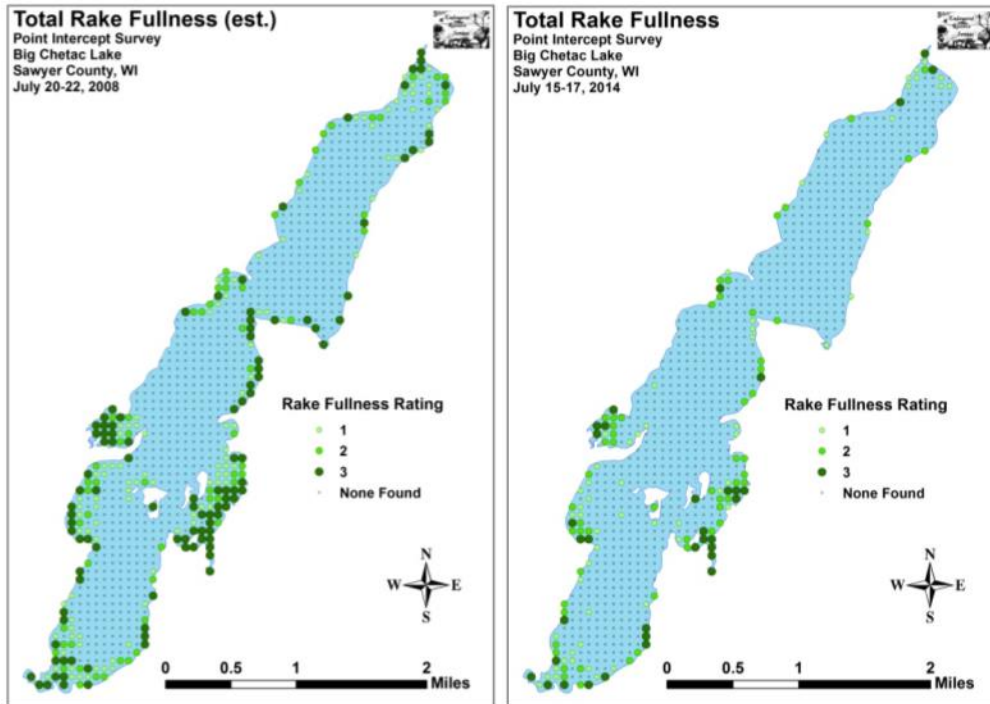 Total Rake Fullness (est.)
Point Intercept Survey
Big Chetac Lake
Sawyer County, WI
July 20-22, 2008
Rake Fullness Rating
1
2
3
None Found
N
W E
S
0 0.5 1 2
Miles
Total Rake Fullness
Point Intercept Survey
Big Chetac Lake
Sawyer County, WI
July 15-17, 2014
Rake Fullness Rating
1
2
3
None Found
N
W E
S
0 0.5 1 2
Miles